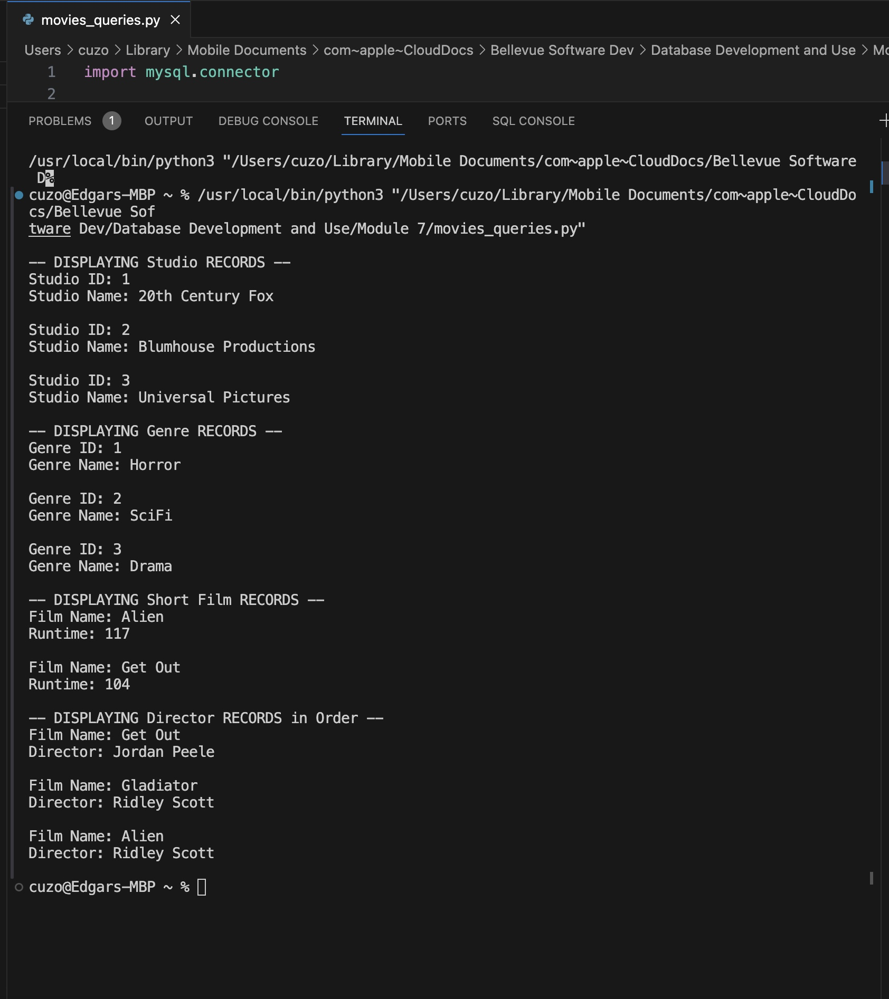 movies_queries.py
Users > cuzo > Library > Mobile Documents > com~apple~CloudDocs > Bellevue Software Dev > Database Development and Use >
1 import mysql.connector
2
PROBLEMS 1 OUTPUT DEBUG CONSOLE TERMINAL PORTS SQL CONSOLE
/usr/local/bin/python3 "/Users/cuzo/Library/Mobile Documents/com~apple~CloudDocs/Bellevue Software
D%
cuzo@Edgars-MBP ~ % /usr/local/bin/python3 "/Users/cuzo/Library/Mobile Documents/com~apple~CloudDo
cs/Bellevue Sof
tware Dev/Database Development and Use/Module 7/movies_queries.py"
-- DISPLAYING Studio RECORDS --
Studio ID: 1
Studio Name: 20th Century Fox
Studio ID: 2
Studio Name: Blumhouse Productions
Studio ID: 3
Studio Name: Universal Pictures
-- DISPLAYING Genre RECORDS --
Genre ID: 1
Genre Name: Horror
Genre ID: 2
Genre Name: SciFi
Genre ID: 3
Genre Name: Drama
-- DISPLAYING Short Film RECORDS --
Film Name: Alien
Runtime: 117
Film Name: Get Out
Runtime: 104
-- DISPLAYING Director RECORDS in Order --
Film Name: Get Out
Director: Jordan Peele
Film Name: Gladiator
Director: Ridley Scott
Film Name: Alien
Director: Ridley Scott
cuzo@Edgars-MBP ~ %